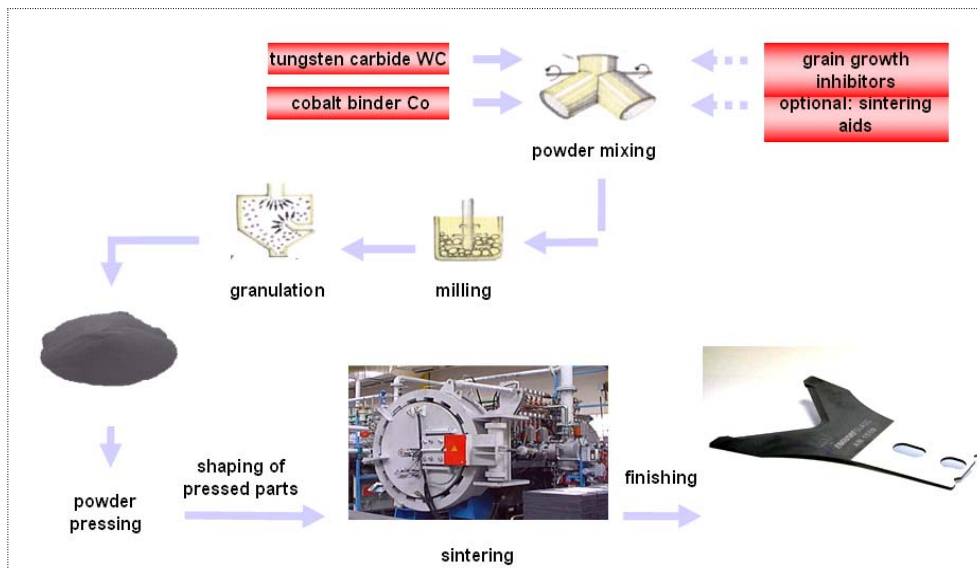 tungsten carbide WC
cobalt binder Co
grain growth
inhibitors
optional: sintering
aids
powder mixing
granulation
milling
shaping of
pressed parts
finishing
powder
pressing
sintering